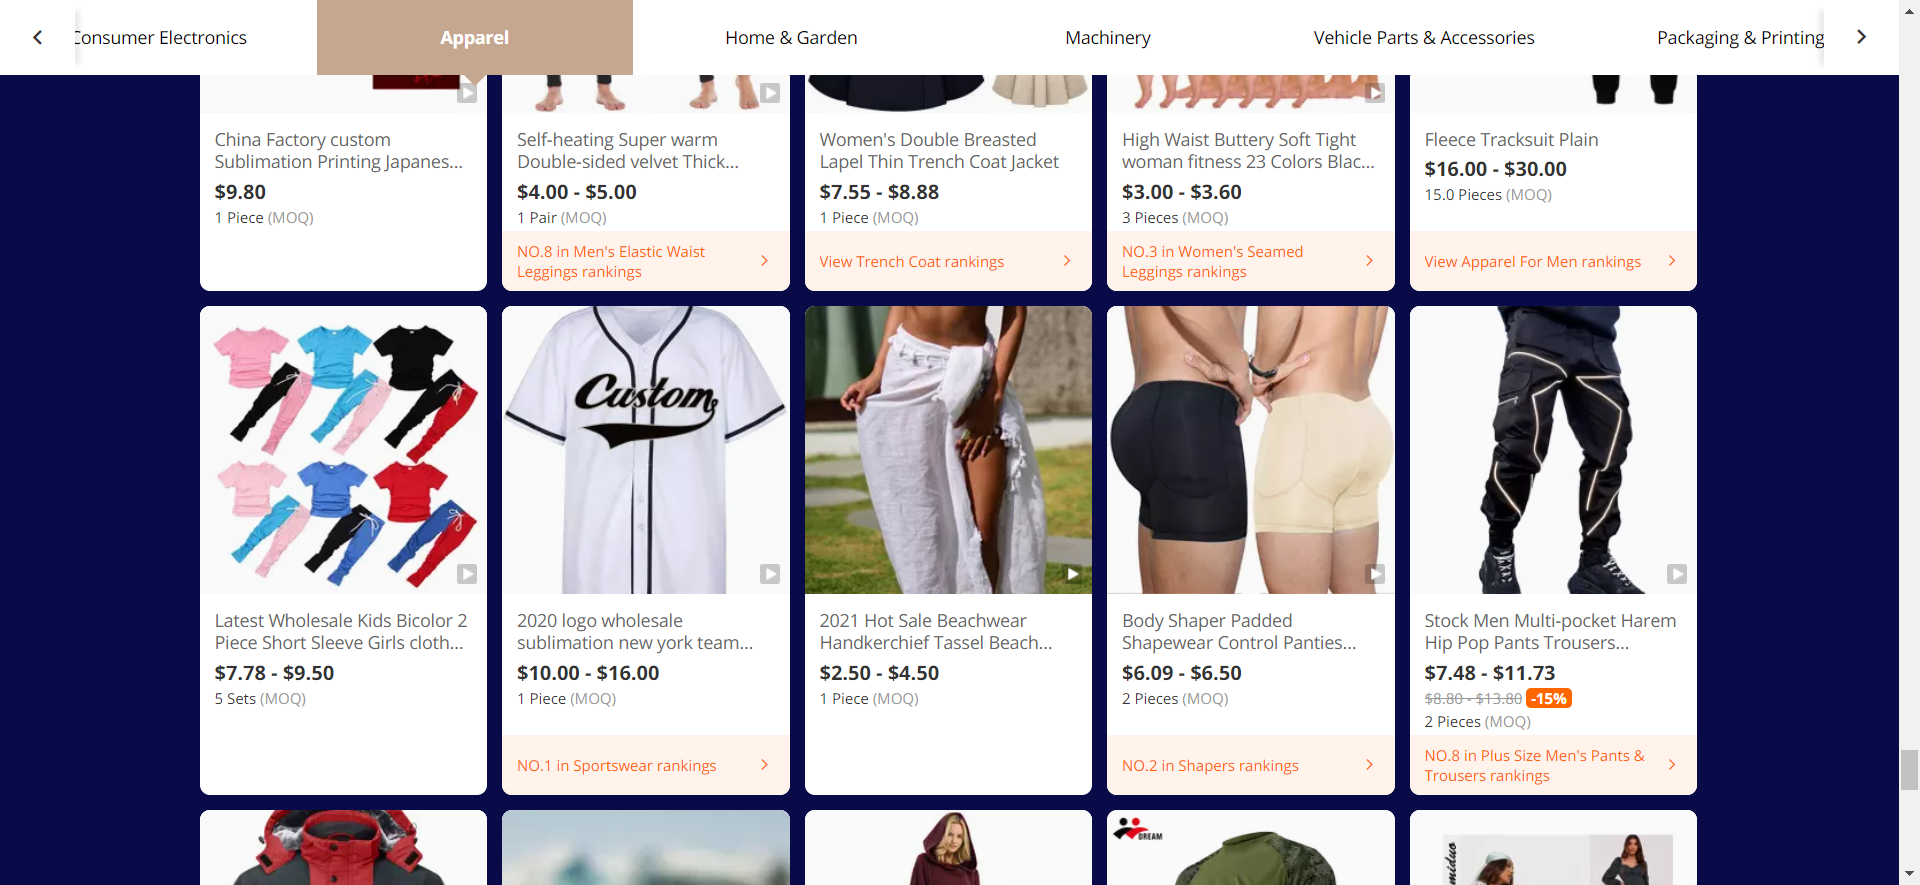 Consumer Electronics
Apparel
Home & Garden
Machinery
Vehicle Parts & Accessories
Packaging & Printing
China Factory custom
Sublimation Printing Japanes...
$9.80
1 Piece (MOQ)
Self-heating Super warm
Double-sided velvet Thick...
$4.00 - $5.00
1 Pair (MOQ)
NO.8 in Men's Elastic Waist
Leggings rankings
Women's Double Breasted
Lapel Thin Trench Coat Jacket
$7.55 - $8.88
1 Piece (MOQ)
View Trench Coat rankings
High Waist Buttery Soft Tight
woman fitness 23 Colors Blac...
$3.00 - $3.60
3 Pieces (MOQ)
NO.3 in Women's Seamed
Leggings rankings
Fleece Tracksuit Plain
$16.00 - $30.00
15.0 Pieces (MOQ)
View Apparel For Men rankings
Latest Wholesale Kids Bicolor 2
Piece Short Sleeve Girls cloth...
$7.78 - $9.50
5 Sets (MOQ)
Custom
2020 logo wholesale
sublimation new york team...
$10.00 - $16.00
1 Piece (MOQ)
NO.1 in Sportswear rankings
2021 Hot Sale Beachwear
Handkerchief Tassel Beach...
$2.50 - $4.50
1 Piece (MOQ)
Body Shaper Padded
Shapewear Control Panties...
$6.09 - $6.50
2 Pieces (MOQ)
NO.2 in Shapers rankings
Stock Men Multi-pocket Harem
Hip Pop Pants Trousers...
$7.48 - $11.73
$8.80 - $13.80 -15%
2 Pieces (MOQ)
NO.8 in Plus Size Men's Pants &
Trousers rankings
DREAM
miduo